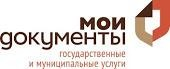 мои
документы
государственные
и муниципальные услуги